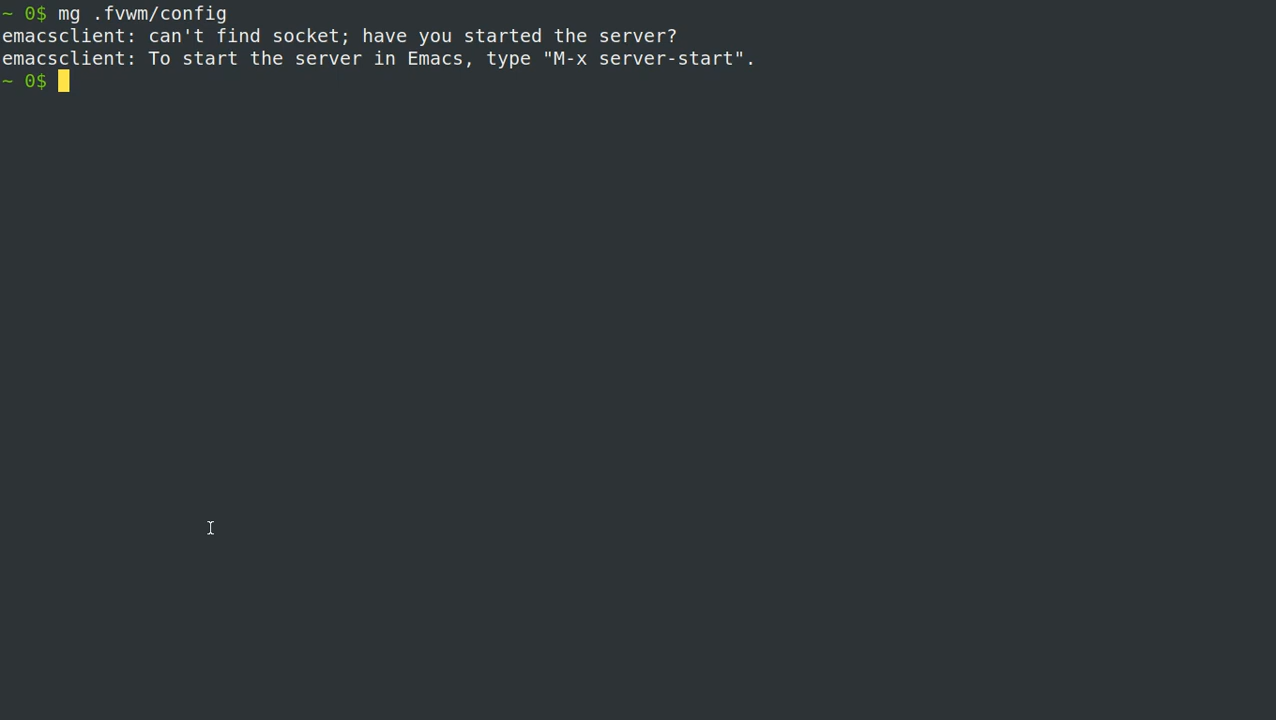 ~ 0$ mg .fvwm/config
emacsclient: can't find socket; have you started the server?
emacsclient: To start the server in Emacs, type "M-x server-start".
~ 0$